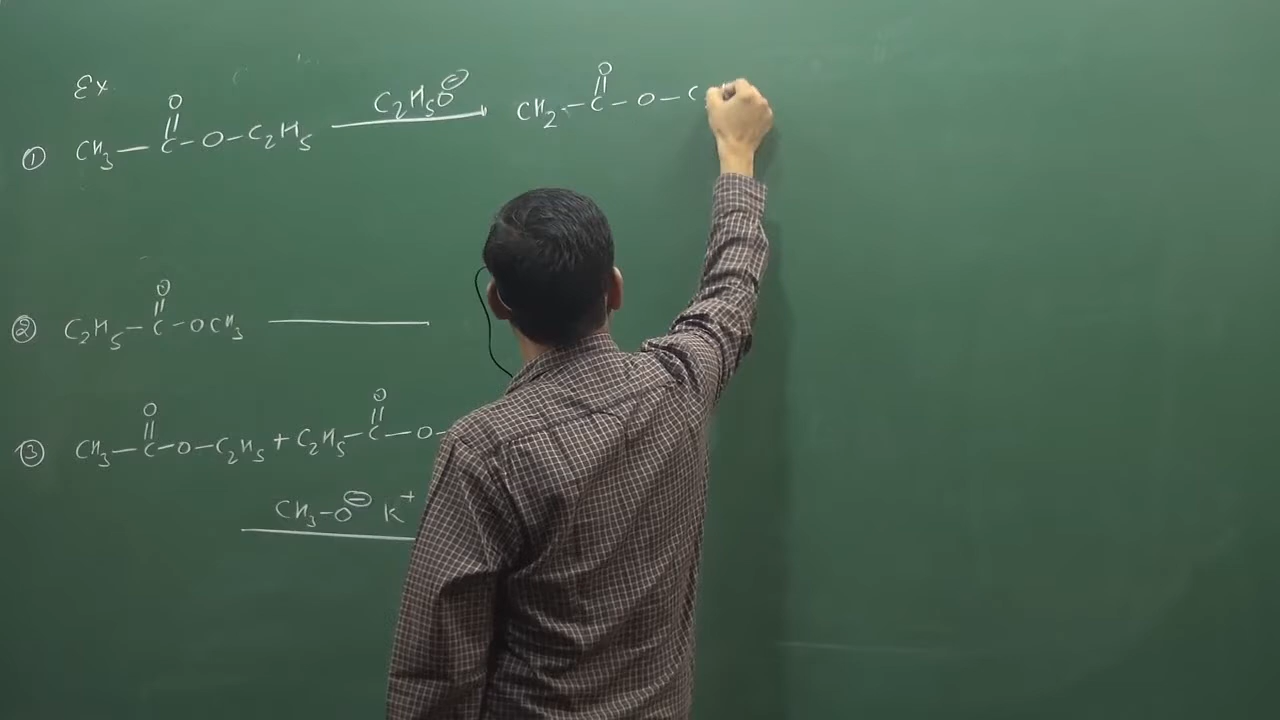 Ex.
① CH₃ — C(=O) — O — C₂H₅ C₂H₅O⊖ → CH₂ — C(=O) — O — C
② C₂H₅ — C(=O) — OCH₃
③ CH₃ — C(=O) — O — C₂H₅ + C₂H₅ — C(=O) — O —
CH₃ — O⊖ K⁺